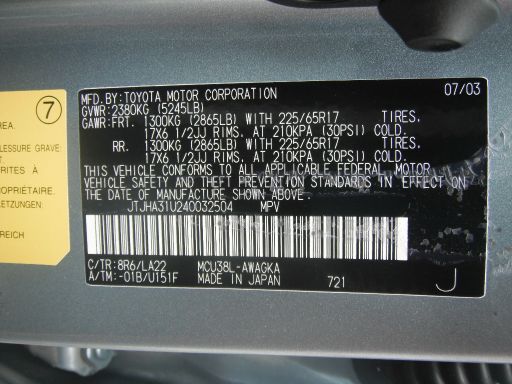 7
REA.
LEASURE GRAVE:
.
RITES A
ROPRIÉTAIRE.
LETZUNGEN:
REICH
MFD.BY:TOYOTA MOTOR CORPORATION 07/03
GVWR:2380KG (5245LB)
GAWR:FRT. 1300KG (2865LB) WITH 225/65R17 TIRES.
17X6 1/2JJ RIMS. AT 210KPA (30PSI) COLD.
RR. 1300KG (2865LB) WITH 225/65R17 TIRES.
17X6 1/2JJ RIMS. AT 210KPA (30PSI) COLD.
THIS VEHICLE CONFORMS TO ALL APPLICABLE FEDERAL MOTOR
VEHICLE SAFETY AND THEFT PREVENTION STANDARDS IN EFFECT ON
THE DATE OF MANUFACTURE SHOWN ABOVE.
JTJHA31U240032504 MPV
C/TR:8R6/LA22 MCU38L-AWAGKA
A/TM:-01B/U151F MADE IN JAPAN 721 J